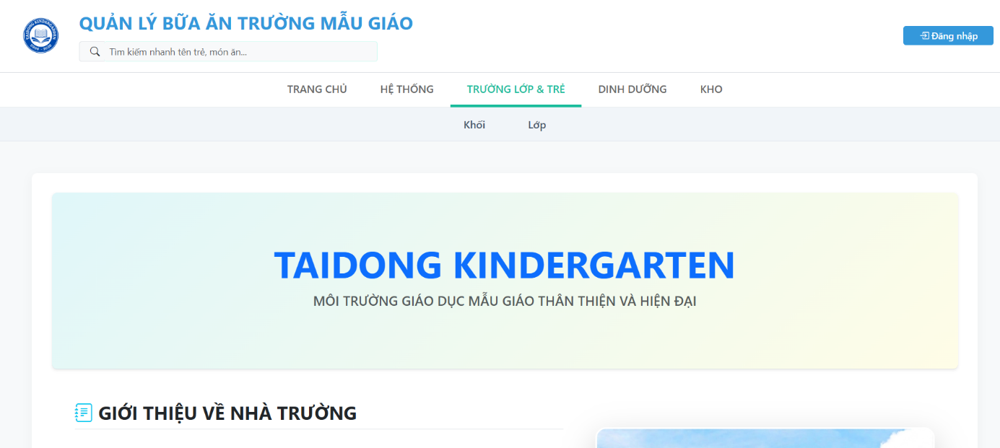 TAIDONG KINDERGARTEN
QUẢN LÝ BỮA ĂN TRƯỜNG MẪU GIÁO
Tìm kiếm nhanh tên trẻ, món ăn...
Đăng nhập
TRANG CHỦ HỆ THỐNG TRƯỜNG LỚP & TRẺ DINH DƯỠNG KHO
Khối Lớp
TAIDONG KINDERGARTEN
MÔI TRƯỜNG GIÁO DỤC MẪU GIÁO THÂN THIỆN VÀ HIỆN ĐẠI
GIỚI THIỆU VỀ NHÀ TRƯỜNG